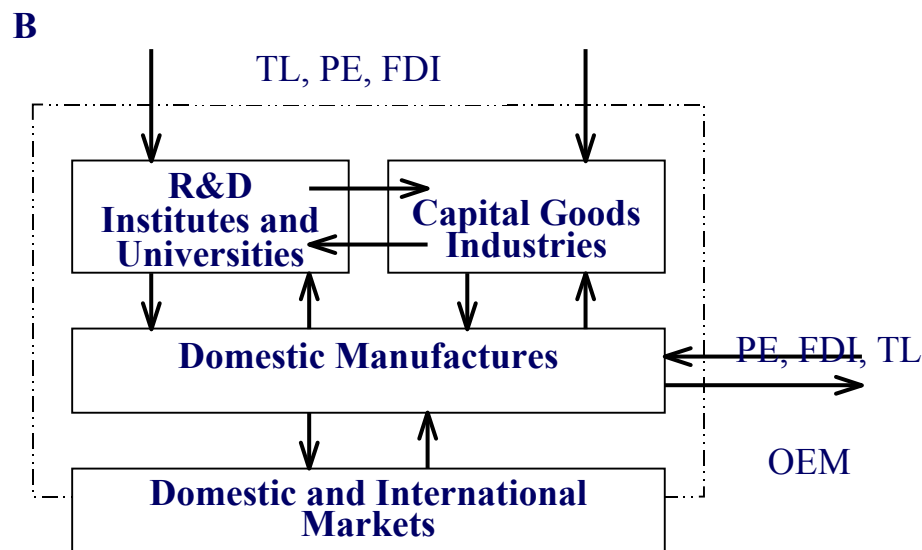 B
TL, PE, FDI
R&D
Institutes and
Universities
Capital Goods
Industries
Domestic Manufactures
PE, FDI, TL
OEM
Domestic and International
Markets